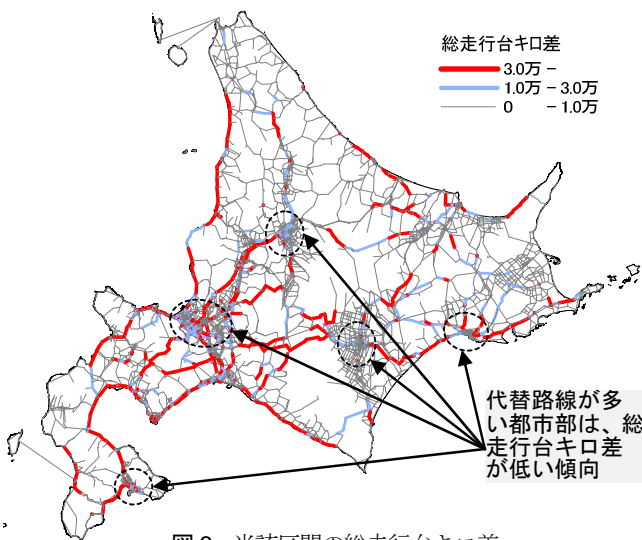 総走行台キロ差
3.0万 –
1.0万 – 3.0万
0 – 1.0万
代替路線が多
い都市部は、総
走行台キロ差
が低い傾向